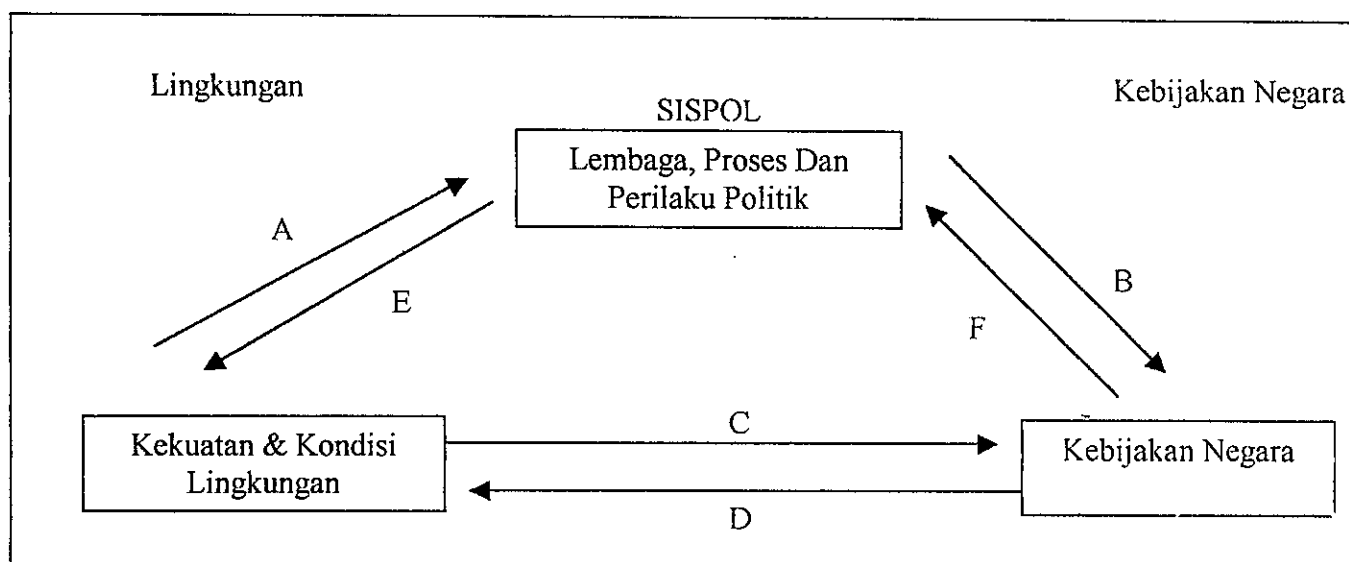 Lingkungan
Kebijakan Negara
SISPOL
Lembaga, Proses Dan
Perilaku Politik
A
E
B
F
C
Kekuatan & Kondisi
Lingkungan
Kebijakan Negara
D